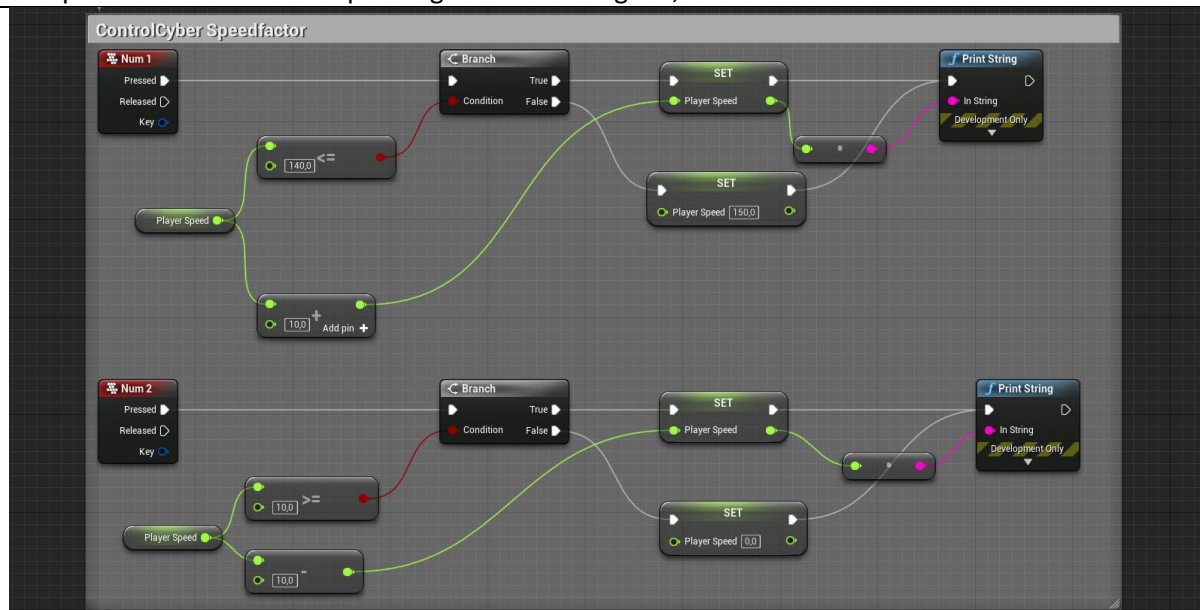 ControlCyber Speedfactor
Num 1
Pressed
Released
Key
Branch
True
Condition
False
SET
Player Speed
Print String
In String
Development Only
140,0 <=
SET
Player Speed 150,0
Player Speed
10,0 +
Add pin +
Num 2
Pressed
Released
Key
Branch
True
Condition
False
SET
Player Speed
Print String
In String
Development Only
10,0 >=
SET
Player Speed 0,0
Player Speed
10,0 -